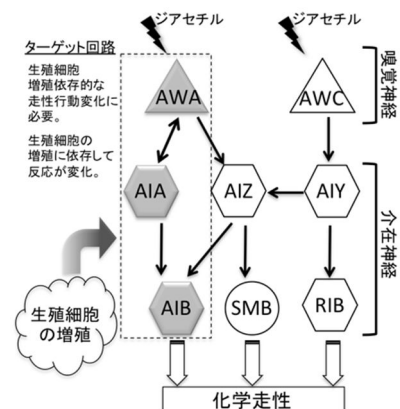 ジアセチル
ジアセチル
ターゲット回路
生殖細胞
増殖依存的な
走性行動変化に
必要。
生殖細胞の
増殖に依存して
反応が変化。
AWA
AWC
嗅覚神経
AIA
AIZ
AIY
介在神経
生殖細胞
の増殖
AIB
SMB
RIB
化学走性